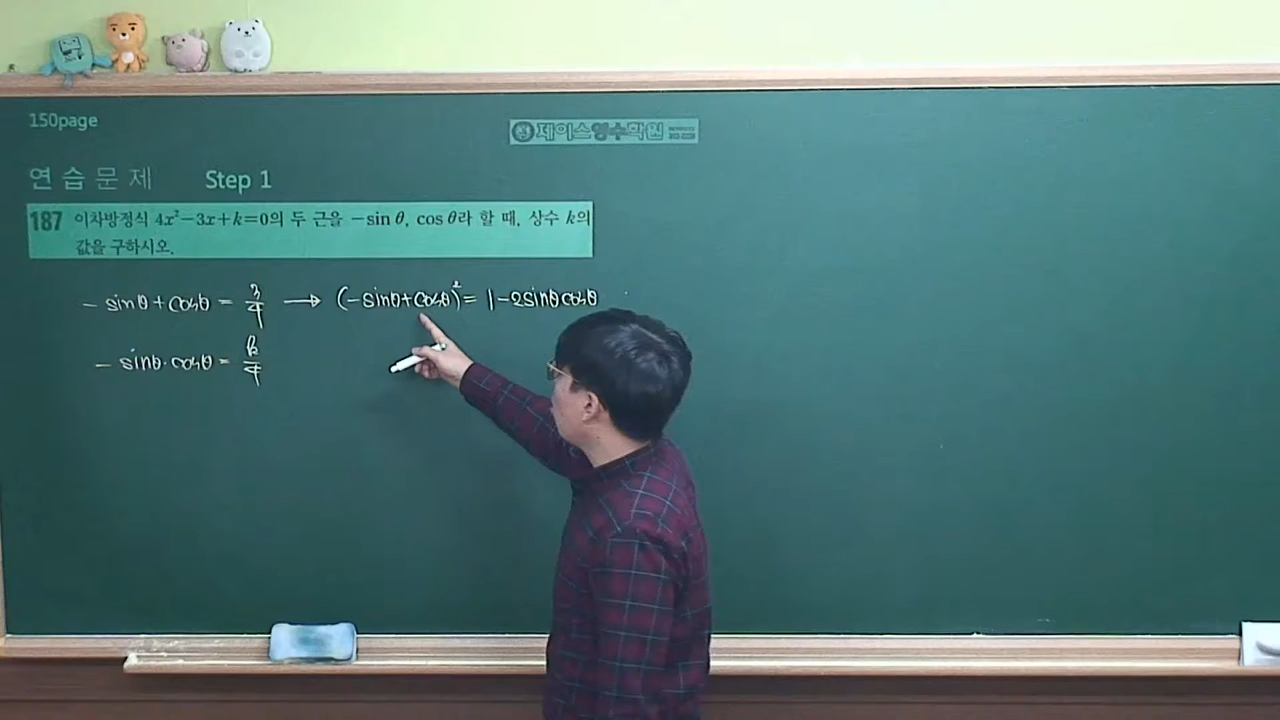 150page
제이스영수학원
연습문제 Step 1
187 이차방정식 4x²-3x+k=0의 두 근을 -sin θ, cos θ라 할 때, 상수 k의
값을 구하시오.
-sinθ+cosθ = 3/4 → (-sinθ+cosθ)² = 1-2sinθcosθ
-sinθ·cosθ = k/4